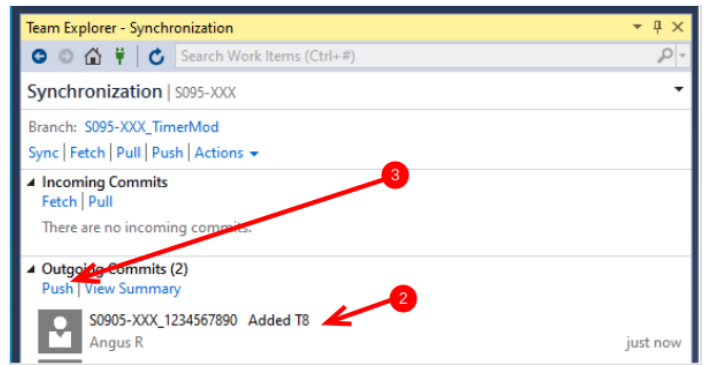 Team Explorer - Synchronization
Search Work Items (Ctrl+#)
Synchronization | S095-XXX
Branch: S095-XXX_TimerMod
Sync | Fetch | Pull | Push | Actions
3
Incoming Commits
Fetch | Pull
There are no incoming commits.
Outgoing Commits (2)
Push | View Summary
2
S0905-XXX_1234567890 Added T8
Angus R just now